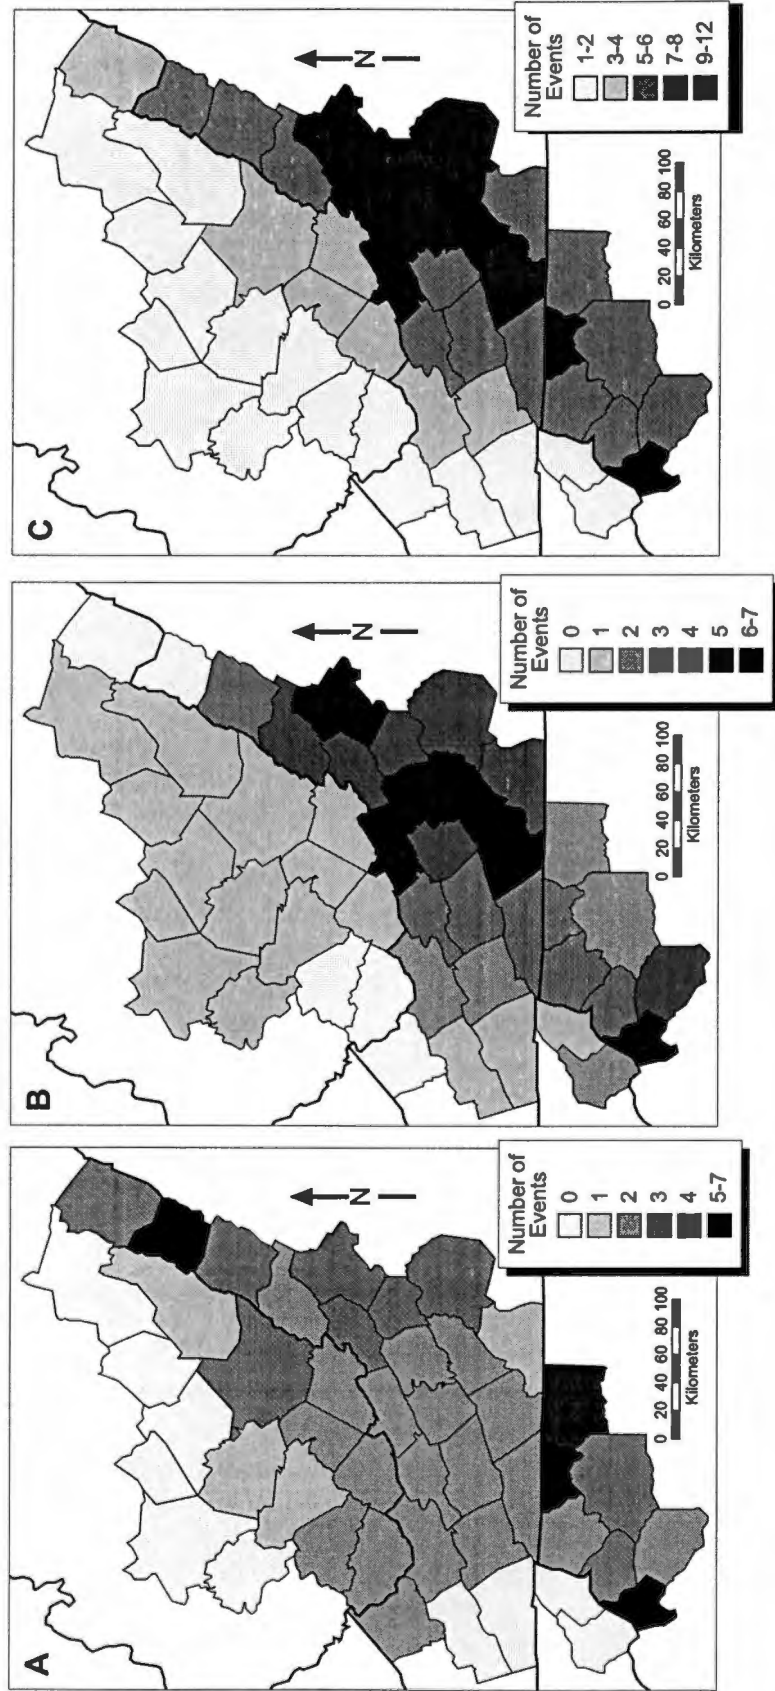 A
N
Number of
Events
0
1
2
3
4
5-7
0 20 40 60 80 100
Kilometers
B
N
Number of
Events
0
1
2
3
4
5
6-7
0 20 40 60 80 100
Kilometers
C
N
Number of
Events
1-2
3-4
5-6
7-8
9-12
0 20 40 60 80 100
Kilometers